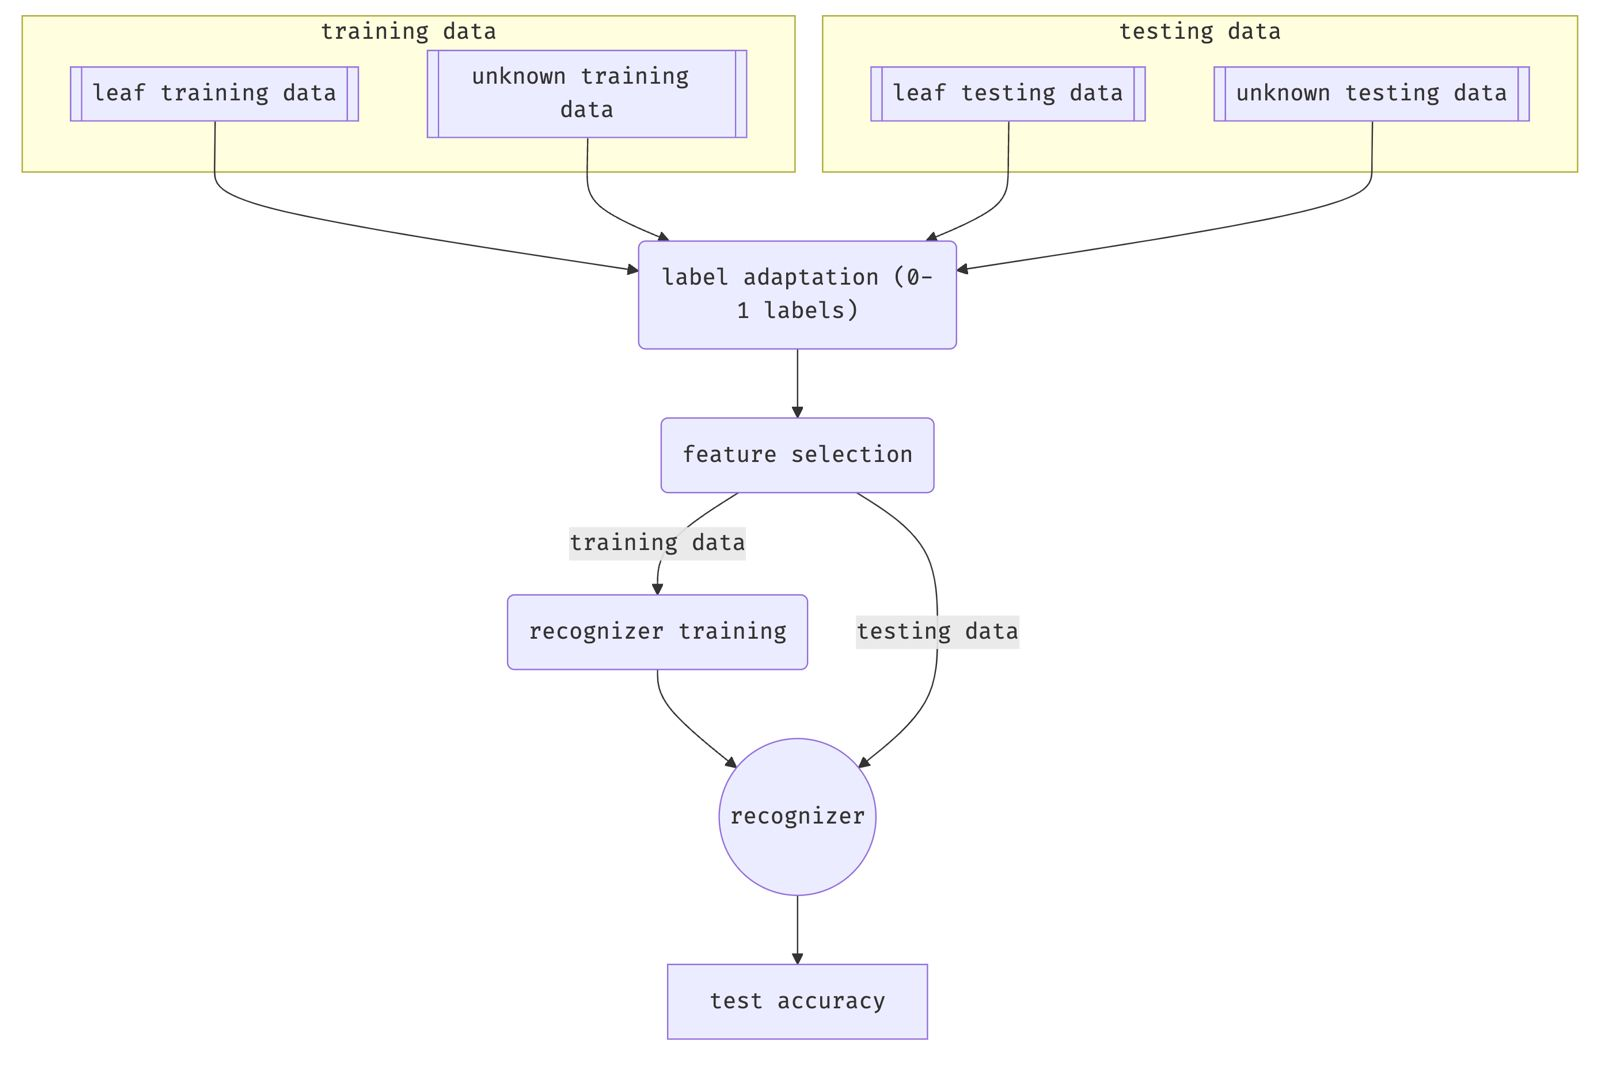 training data
testing data
leaf training data
unknown training
data
leaf testing data
unknown testing data
label adaptation (0-
1 labels)
feature selection
training data
recognizer training
testing data
recognizer
test accuracy